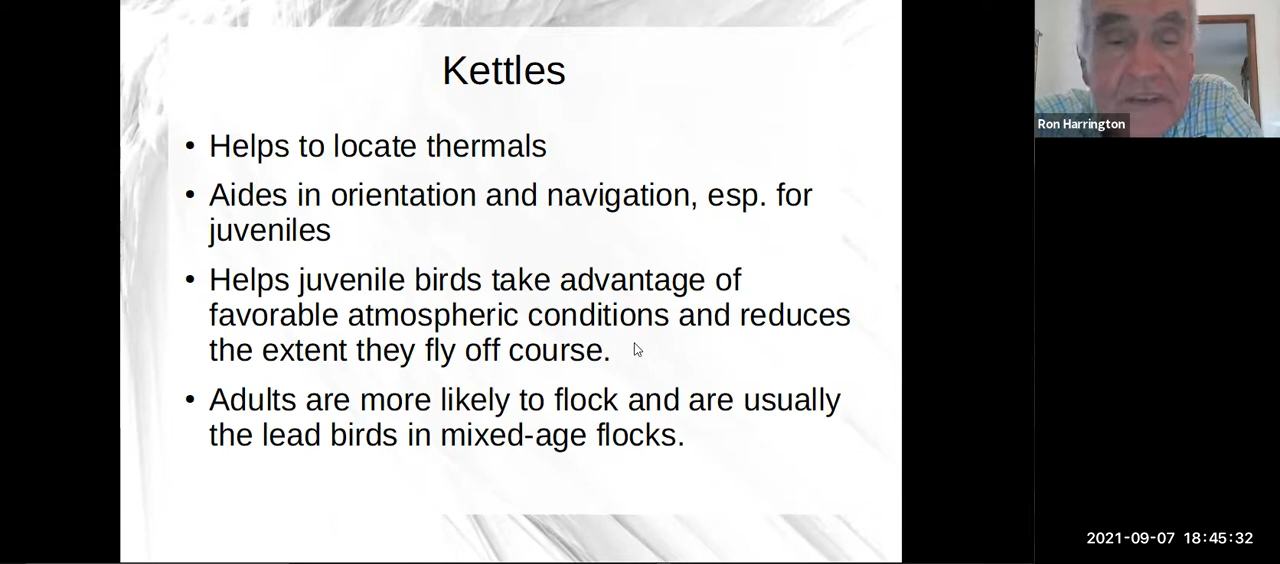 Kettles
• Helps to locate thermals
• Aides in orientation and navigation, esp. for
juveniles
• Helps juvenile birds take advantage of
favorable atmospheric conditions and reduces
the extent they fly off course.
• Adults are more likely to flock and are usually
the lead birds in mixed-age flocks.
Ron Harrington
2021-09-07 18:45:32